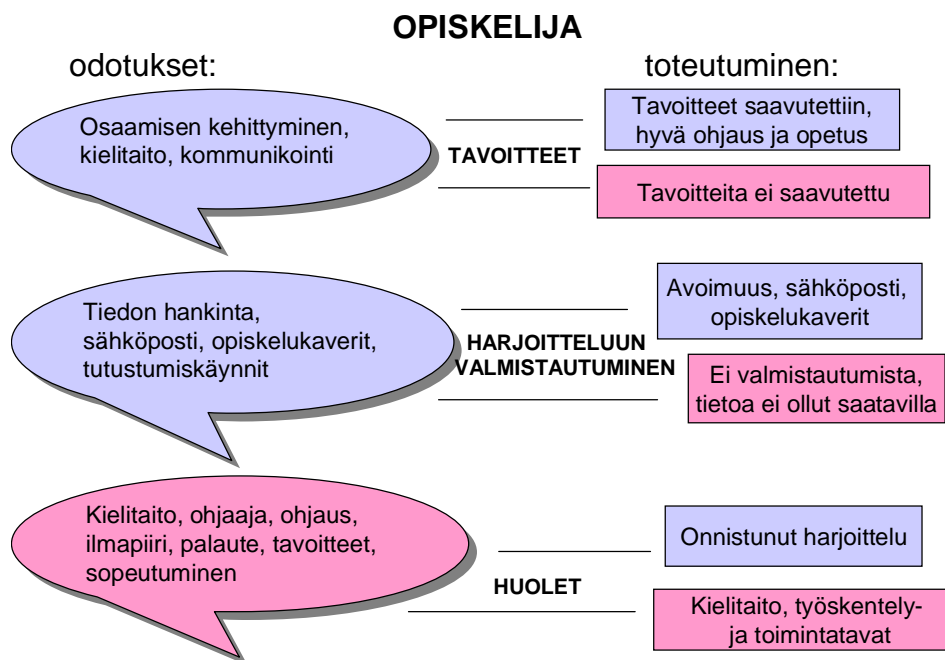 OPISKELIJA
odotukset:
toteutuminen:
Osaamisen kehittyminen,
kielitaito, kommunikointi
TAVOITTEET
Tavoitteet saavutettiin,
hyvä ohjaus ja opetus
Tavoitteita ei saavutettu
Tiedon hankinta,
sähköposti, opiskelukaverit,
tutustumiskäynnit
HARJOITTELUUN
VALMISTAUTUMINEN
Avoimuus, sähköposti,
opiskelukaverit
Ei valmistautumista,
tietoa ei ollut saatavilla
Kielitaito, ohjaaja, ohjaus,
ilmapiiri, palaute, tavoitteet,
sopeutuminen
HUOLET
Onnistunut harjoittelu
Kielitaito, työskentely-
ja toimintatavat